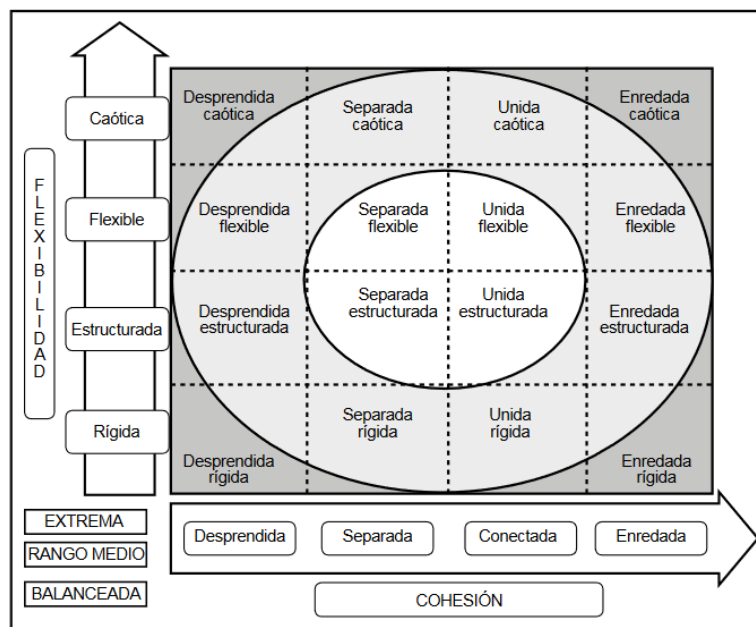 Desprendida
caótica
Separada
caótica
Unida
caótica
Enredada
caótica
Caótica
FLEXIBILIDAD
Desprendida
flexible
Separada
flexible
Unida
flexible
Enredada
flexible
Flexible
Desprendida
estructurada
Separada
estructurada
Unida
estructurada
Enredada
estructurada
Estructurada
Separada
rígida
Unida
rígida
Rígida
Desprendida
rígida
Enredada
rígida
EXTREMA
RANGO MEDIO
BALANCEADA
Desprendida
Separada
Conectada
Enredada
COHESIÓN